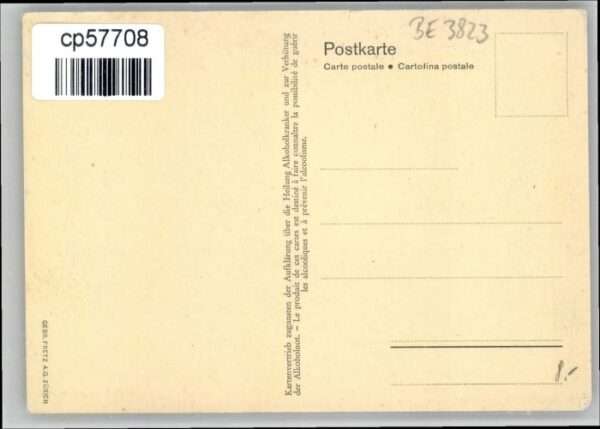 cp57708
BE 3823
Postkarte
Carte postale • Cartolina postale
Kartenvertrieb zugunsten der Aufklärung über die Heilung Alkoholkranker und zur Verhütung
der Alkoholnot. – Le produit de ces cartes est destiné à faire connaître la possibilité de guérir
les alcooliques et à prévenir l'alcoolisme.
GEBR. FRETZ A.G. ZÜRICH
8.-